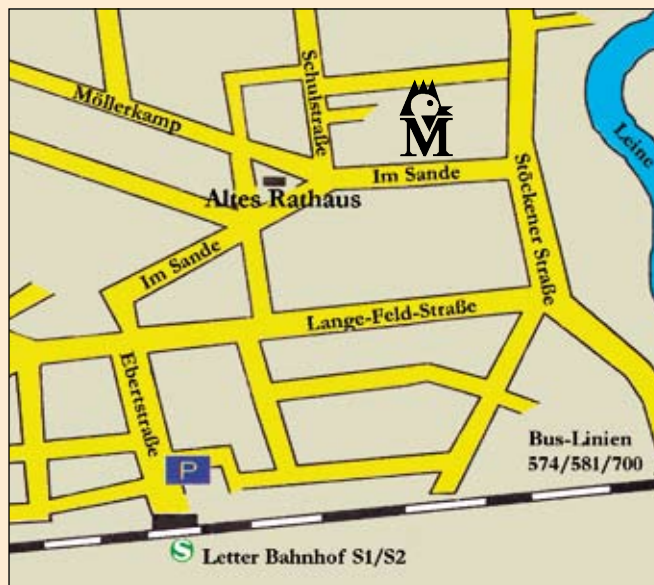 Möllerkamp
Schulstraße
M
Leine
Im Sande
Altes Rathaus
Stöckener Straße
Im Sande
Lange-Feld-Straße
Ebertstraße
Bus-Linien
574/581/700
P
S
Letter Bahnhof S1/S2